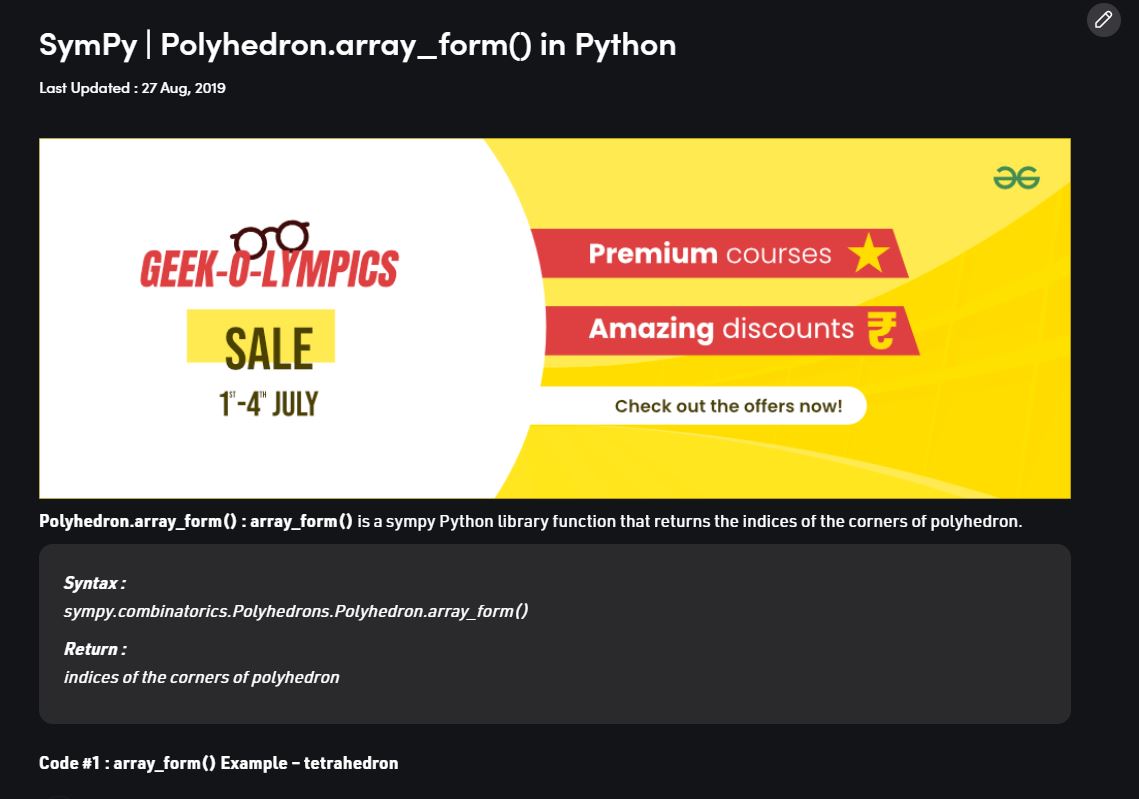 SymPy | Polyhedron.array_form() in Python
Last Updated : 27 Aug, 2019
GEEK-O-LYMPICS
SALE
1ST-4TH JULY
Premium courses
Amazing discounts ₹
Check out the offers now!
Polyhedron.array_form() : array_form() is a sympy Python library function that returns the indices of the corners of polyhedron.
Syntax :
sympy.combinatorics.Polyhedrons.Polyhedron.array_form()
Return :
indices of the corners of polyhedron
Code #1 : array_form() Example – tetrahedron